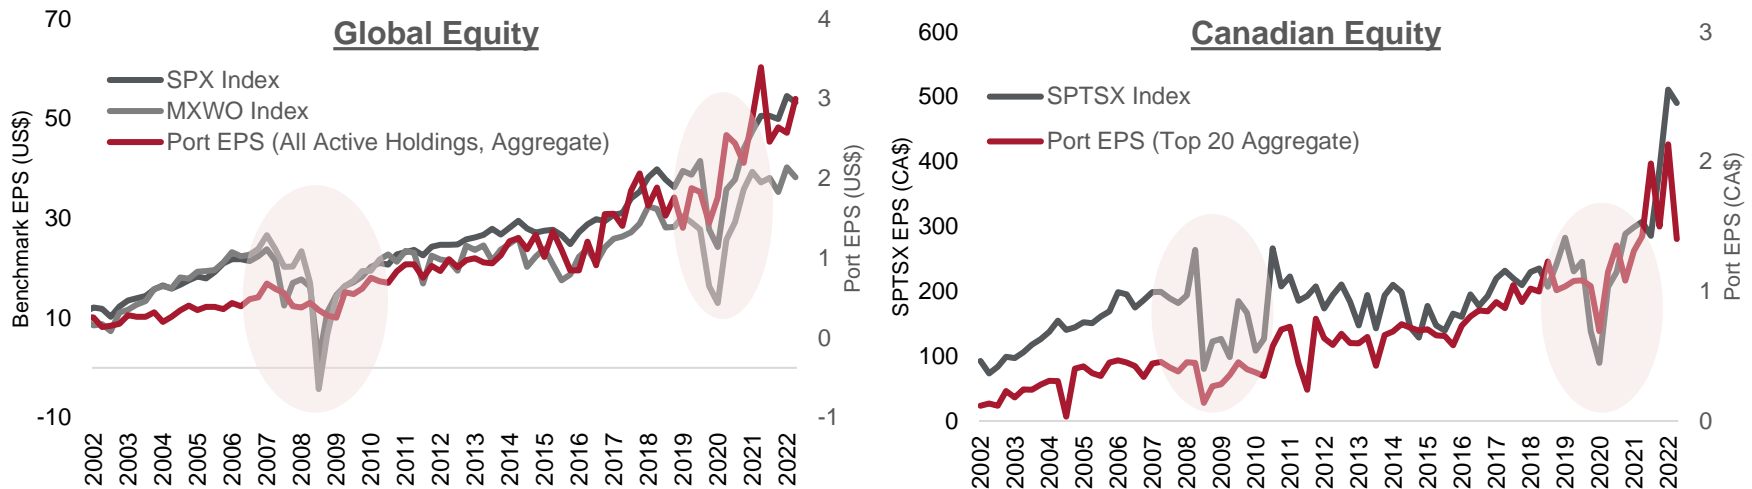 Global Equity
SPX Index
MXWO Index
Port EPS (All Active Holdings, Aggregate)
Benchmark EPS (US$)
70
50
30
10
-10
Port EPS (US$)
4
3
2
1
0
-1
2002 2003 2004 2005 2006 2007 2008 2009 2010 2011 2012 2013 2014 2015 2016 2017 2018 2019 2020 2021 2022
Canadian Equity
SPTSX Index
Port EPS (Top 20 Aggregate)
SPTSX EPS (CA$)
600
500
400
300
200
100
0
Port EPS (CA$)
3
2
1
0
2002 2003 2004 2005 2006 2007 2008 2009 2010 2011 2012 2013 2014 2015 2016 2017 2018 2019 2020 2021 2022